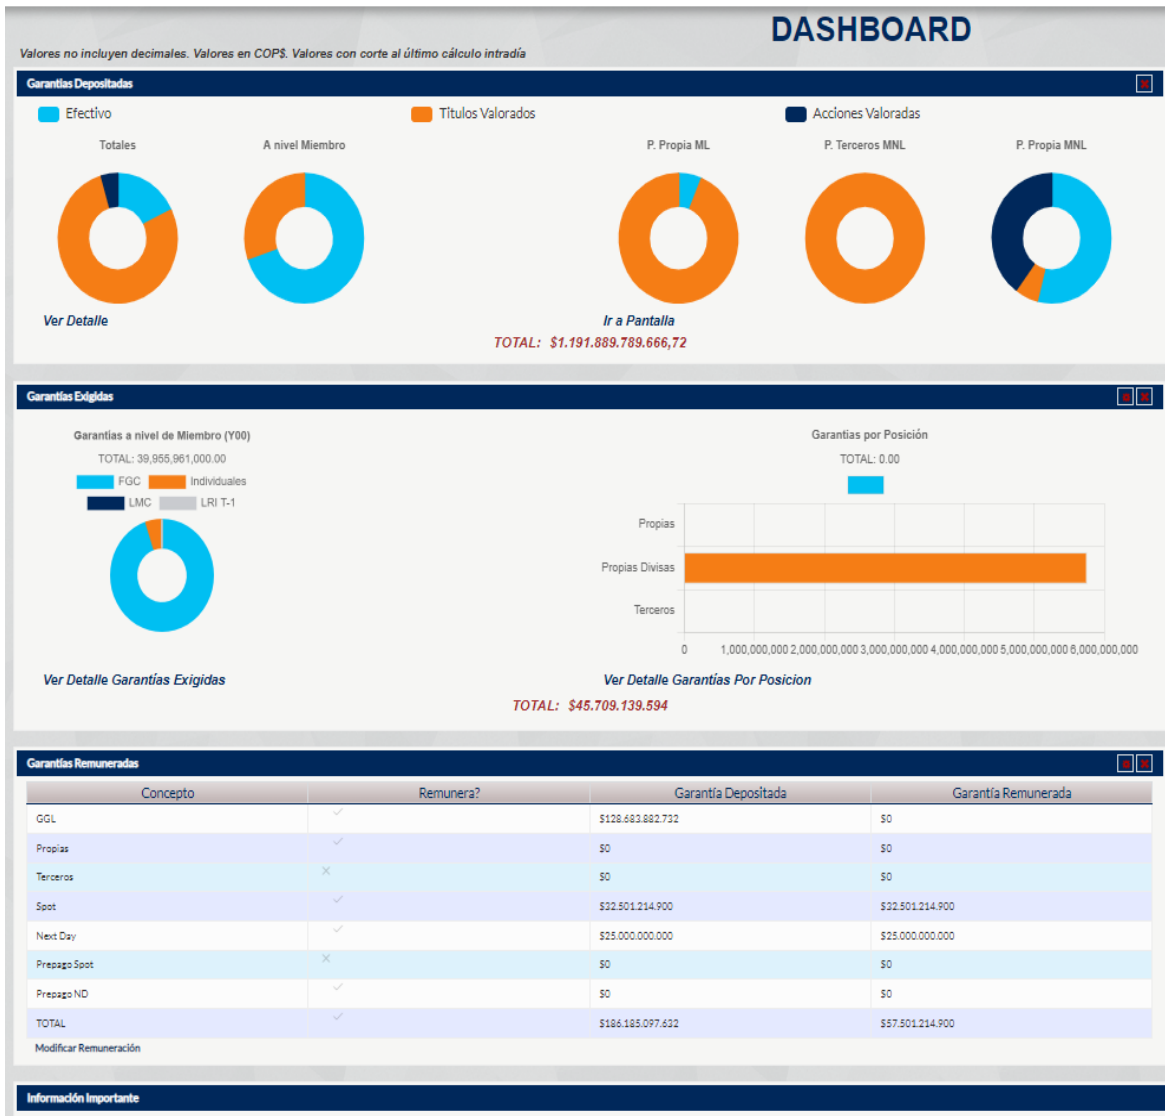 DASHBOARD
Valores no incluyen decimales. Valores en COP$. Valores con corte al último cálculo intradía
Garantías Depositadas
Efectivo Títulos Valorados Acciones Valoradas
Totales A nivel Miembro P. Propia ML P. Terceros MNL P. Propia MNL
Ver Detalle Ir a Pantalla
TOTAL: $1.191.889.789.666,72
Garantías Exigidas
Garantias a nivel de Miembro (Y00) Garantias por Posición
TOTAL: 39,955,961,000.00 TOTAL: 0.00
FGC Individuales
LMC LRI T-1
Propias
Propias Divisas
Terceros
0 1,000,000,000 2,000,000,000 3,000,000,000 4,000,000,000 5,000,000,000 6,000,000,000
Ver Detalle Garantías Exigidas Ver Detalle Garantías Por Posicion
TOTAL: $45.709.139.594
Garantías Remuneradas
Concepto Remunera? Garantía Depositada Garantía Remunerada
GGL $128.683.882.732 $0
Propias $0 $0
Terceros $0 $0
Spot $32.501.214.900 $32.501.214.900
Next Day $25.000.000.000 $25.000.000.000
Prepago Spot $0 $0
Prepago ND $0 $0
TOTAL $186.185.097.632 $57.501.214.900
Modificar Remuneración
Información Importante